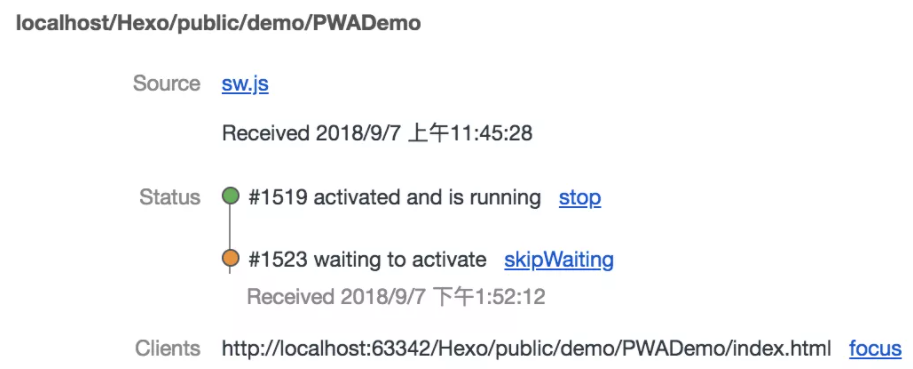 localhost/Hexo/public/demo/PWADemo
Source sw.js
Received 2018/9/7 上午11:45:28
Status #1519 activated and is running stop
#1523 waiting to activate skipWaiting
Received 2018/9/7 下午1:52:12
Clients http://localhost:63342/Hexo/public/demo/PWADemo/index.html focus